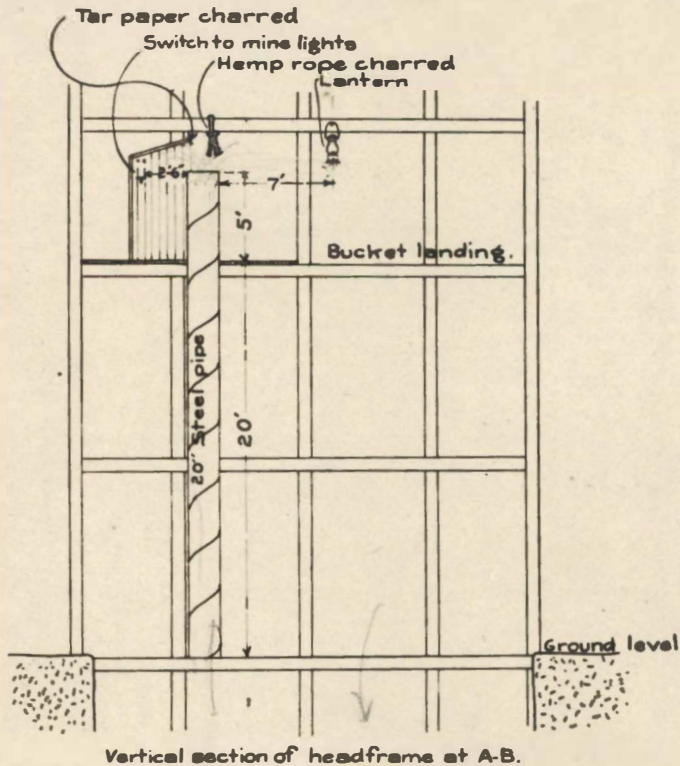 Tar paper charred
Switch to mine lights
Hemp rope charred
Lantern
2'6"
7'
5'
Bucket landing.
20" Steel pipe
20'
Ground level
Vertical section of headframe at A-B.